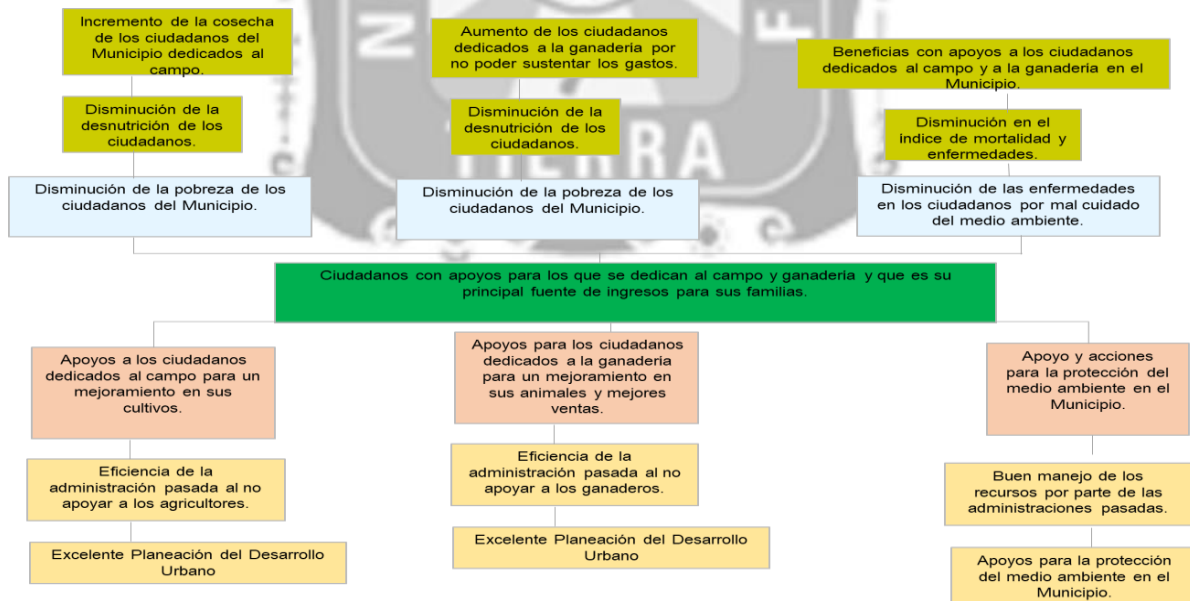 Incremento de la cosecha
de los ciudadanos del
Municipio dedicados al
campo.
Aumento de los ciudadanos
dedicados a la ganadería por
no poder sustentar los gastos.
Beneficias con apoyos a los ciudadanos
dedicados al campo y a la ganadería en el
Municipio.
Disminución de la
desnutrición de los
ciudadanos.
Disminución de la
desnutrición de los
ciudadanos.
Disminución en el
índice de mortalidad y
enfermedades.
Disminución de la pobreza de los
ciudadanos del Municipio.
Disminución de la pobreza de los
ciudadanos del Municipio.
Disminución de las enfermedades
en los ciudadanos por mal cuidado
del medio ambiente.
Ciudadanos con apoyos para los que se dedican al campo y ganadería y que es su
principal fuente de ingresos para sus familias.
Apoyos a los ciudadanos
dedicados al campo para un
mejoramiento en sus
cultivos.
Apoyos para los ciudadanos
dedicados a la ganadería
para un mejoramiento en
sus animales y mejores
ventas.
Apoyo y acciones
para la protección del
medio ambiente en el
Municipio.
Eficiencia de la
administración pasada al no
apoyar a los agricultores.
Eficiencia de la
administración pasada al no
apoyar a los ganaderos.
Buen manejo de los
recursos por parte de las
administraciones pasadas.
Excelente Planeación del Desarrollo
Urbano
Excelente Planeación del Desarrollo
Urbano
Apoyos para la protección
del medio ambiente en el
Municipio.